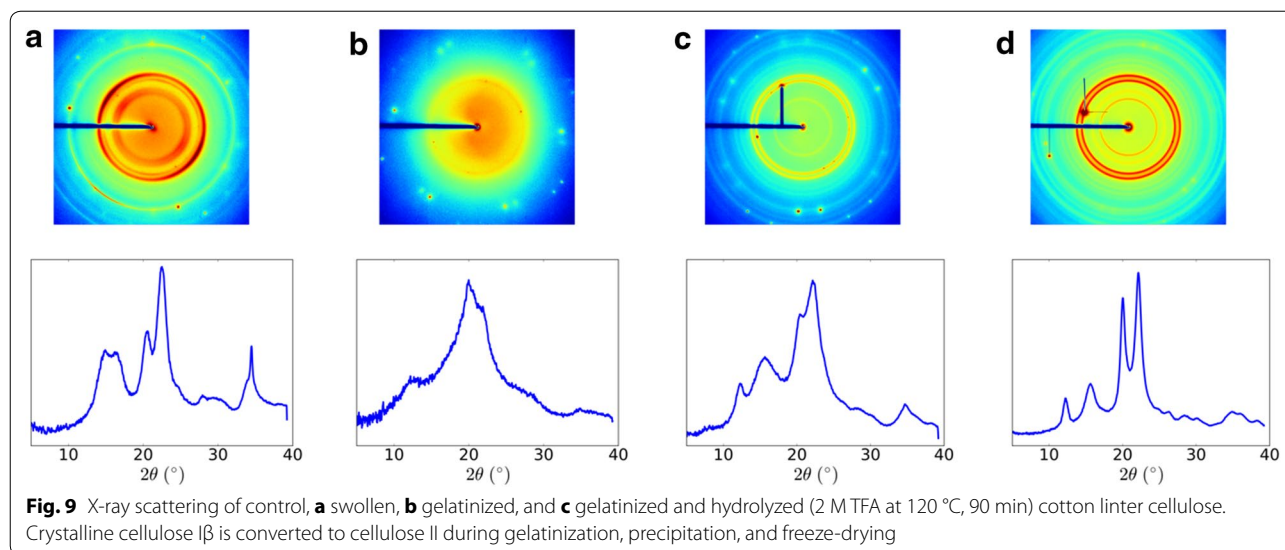 a b c d
10 20 30 40 10 20 30 40 10 20 30 40 10 20 30 40
2θ (°) 2θ (°) 2θ (°) 2θ (°)
Fig. 9 X-ray scattering of control, a swollen, b gelatinized, and c gelatinized and hydrolyzed (2 M TFA at 120 °C, 90 min) cotton linter cellulose.
Crystalline cellulose Iβ is converted to cellulose II during gelatinization, precipitation, and freeze-drying